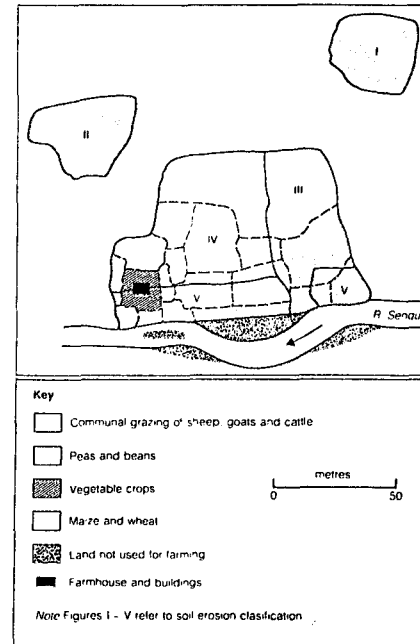 I
II
III
IV
V
V
R. Senqu
Key
Communal grazing of sheep, goats and cattle
Peas and beans
Vegetable crops
Maize and wheat
Land not used for farming
Farmhouse and buildings
metres
0 50
Note Figures I - V refer to soil erosion clasification